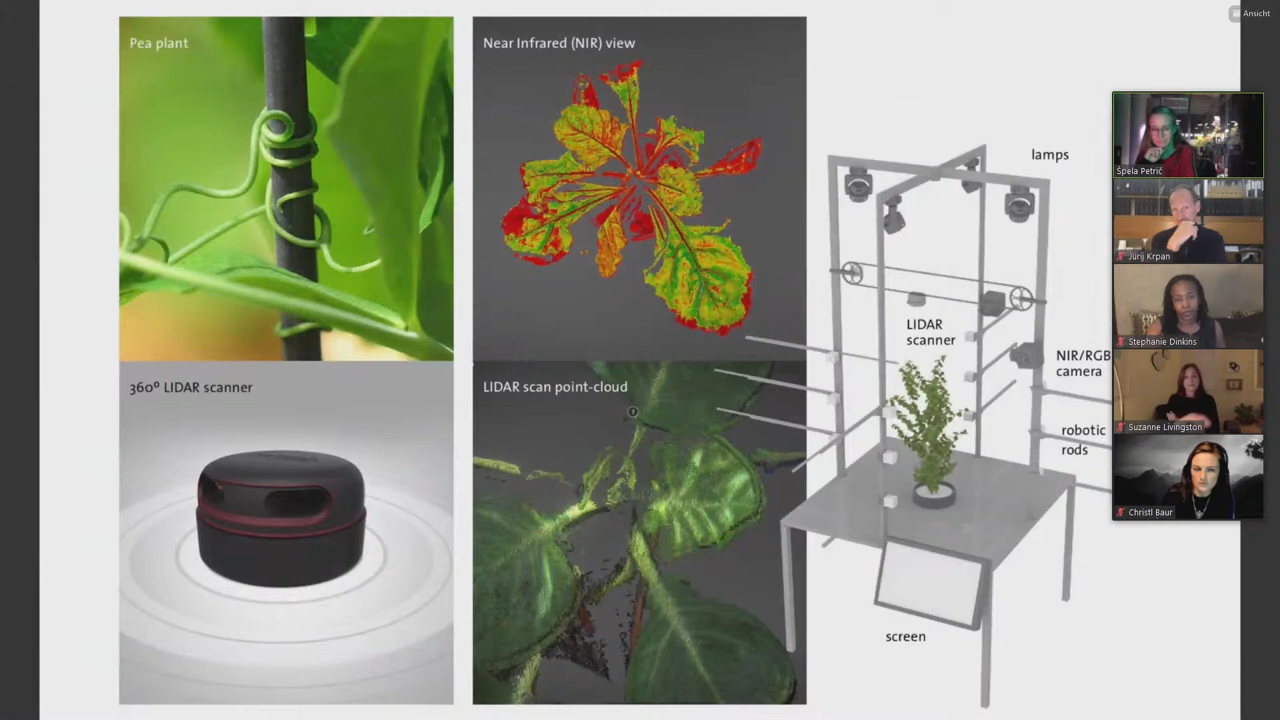 Ansicht
Pea plant
Near Infrared (NIR) view
lamps
LIDAR
scanner
NIR/RGB
camera
robotic
rods
screen
360º LIDAR scanner
LIDAR scan point-cloud
Špela Petrič
Jurij Krpan
Stephanie Dinkins
Suzanne Livingston
Christl Baur